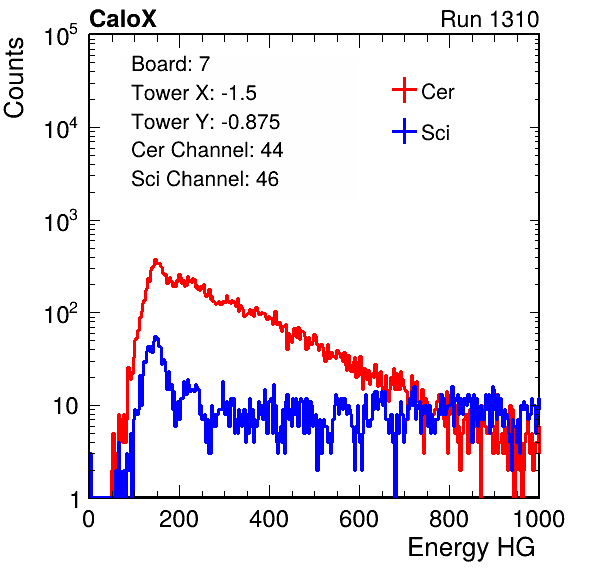 CaloX Run 1310
Counts
10^5
10^4
10^3
10^2
10
1
Board: 7
Tower X: -1.5
Tower Y: -0.875
Cer Channel: 44
Sci Channel: 46
Cer
Sci
0 200 400 600 800 1000
Energy HG